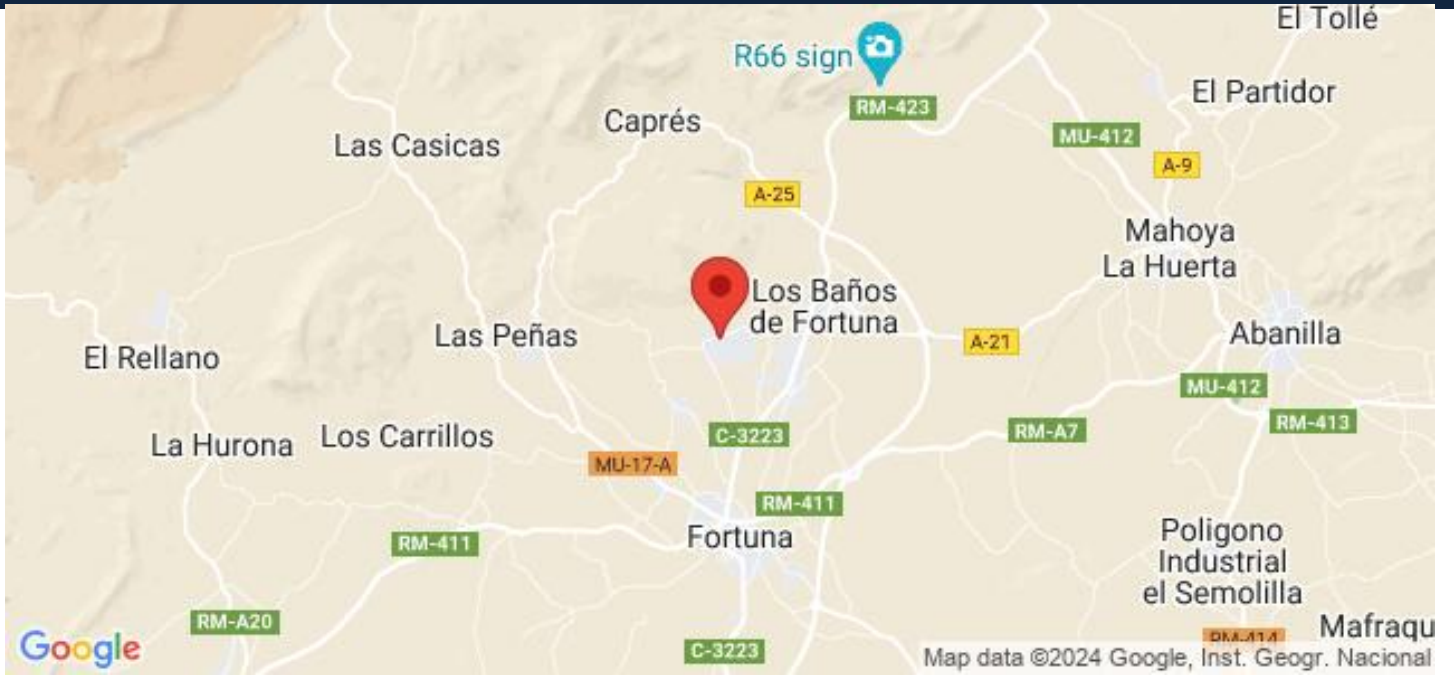 El Tollé
R66 sign
RM-423
El Partidor
Caprés
MU-412
Las Casicas
A-9
A-25
Mahoya
La Huerta
Los Baños
de Fortuna
Abanilla
Las Peñas
A-21
El Rellano
MU-412
RM-413
C-3223
RM-A7
La Hurona
Los Carrillos
MU-17-A
RM-411
Fortuna
RM-411
Poligono
Industrial
el Semolilla
RM-A20
Mafraqu
RM-414
C-3223
Google
Map data ©2024 Google, Inst. Geogr. Nacional